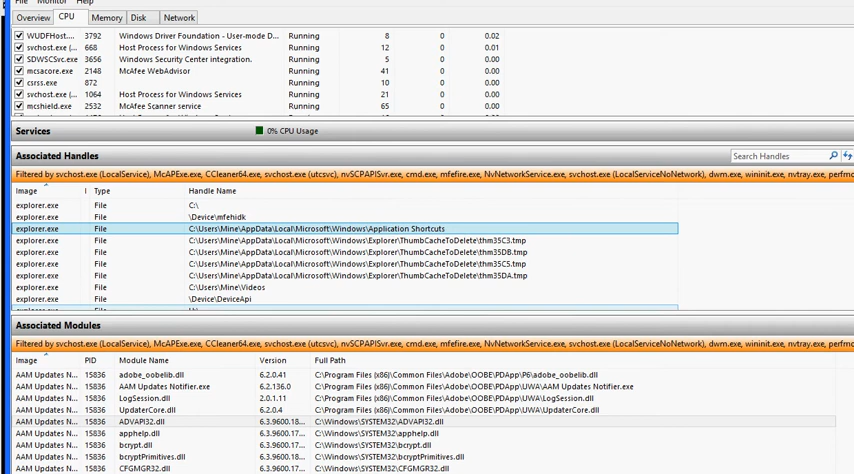 File Monitor Help
Overview CPU Memory Disk Network
WUDFHost.... 3792 Windows Driver Foundation - User-mode D... Running 8 0 0.02
svchost.exe (... 668 Host Process for Windows Services Running 12 0 0.01
SDWSCSvc.exe 3656 Windows Security Center integration. Running 5 0 0.00
mcsacore.exe 2148 McAfee WebAdvisor Running 41 0 0.00
csrss.exe 872 Running 10 0 0.00
svchost.exe (... 1064 Host Process for Windows Services Running 21 0 0.00
mcshield.exe 2532 McAfee Scanner service Running 65 0 0.00
Services 0% CPU Usage
Associated Handles Search Handles
Filtered by svchost.exe (LocalService), McAPExe.exe, CCleaner64.exe, svchost.exe (utcsvc), nvSCPAPISvr.exe, cmd.exe, mfefire.exe, NvNetworkService.exe, svchost.exe (LocalServiceNoNetwork), dwm.exe, wininit.exe, nvtray.exe, perfmo
Image Type Handle Name
explorer.exe File C:\
explorer.exe File \Device\mfehidk
explorer.exe File C:\Users\Mine\AppData\Local\Microsoft\Windows\Application Shortcuts
explorer.exe File C:\Users\Mine\AppData\Local\Microsoft\Windows\Explorer\ThumbCacheToDelete\thm35C3.tmp
explorer.exe File C:\Users\Mine\AppData\Local\Microsoft\Windows\Explorer\ThumbCacheToDelete\thm35DB.tmp
explorer.exe File C:\Users\Mine\AppData\Local\Microsoft\Windows\Explorer\ThumbCacheToDelete\thm35C5.tmp
explorer.exe File C:\Users\Mine\AppData\Local\Microsoft\Windows\Explorer\ThumbCacheToDelete\thm35DA.tmp
explorer.exe File C:\Users\Mine\Videos
explorer.exe File \Device\DeviceApi
explorer.exe File
Associated Modules
Filtered by svchost.exe (LocalService), McAPExe.exe, CCleaner64.exe, svchost.exe (utcsvc), nvSCPAPISvr.exe, cmd.exe, mfefire.exe, NvNetworkService.exe, svchost.exe (LocalServiceNoNetwork), dwm.exe, wininit.exe, nvtray.exe, perfmo
Image PID Module Name Version Full Path
AAM Updates N... 15836 adobe_oobelib.dll 6.2.0.41 C:\Program Files (x86)\Common Files\Adobe\OOBE\PDApp\P6\adobe_oobelib.dll
AAM Updates N... 15836 AAM Updates Notifier.exe 6.2.136.0 C:\Program Files (x86)\Common Files\Adobe\OOBE\PDApp\UWA\AAM Updates Notifier.exe
AAM Updates N... 15836 LogSession.dll 2.0.1.11 C:\Program Files (x86)\Common Files\Adobe\OOBE\PDApp\UWA\LogSession.dll
AAM Updates N... 15836 UpdaterCore.dll 6.2.0.4 C:\Program Files (x86)\Common Files\Adobe\OOBE\PDApp\UWA\UpdaterCore.dll
AAM Updates N... 15836 ADVAPI32.dll 6.3.9600.18... C:\Windows\SYSTEM32\ADVAPI32.dll
AAM Updates N... 15836 apphelp.dll 6.3.9600.17... C:\Windows\SYSTEM32\apphelp.dll
AAM Updates N... 15836 bcrypt.dll 6.3.9600.17... C:\Windows\SYSTEM32\bcrypt.dll
AAM Updates N... 15836 bcryptPrimitives.dll 6.3.9600.18... C:\Windows\SYSTEM32\bcryptPrimitives.dll
AAM Updates N... 15836 CFGMGR32.dll 6.3.9600.17... C:\Windows\SYSTEM32\CFGMGR32.dll